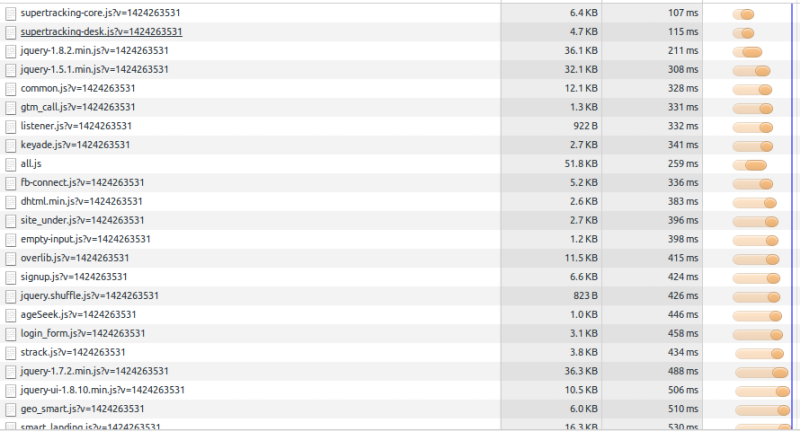 supertracking-core.js?v=1424263531 6.4 KB 107 ms
supertracking-desk.js?v=1424263531 4.7 KB 115 ms
jquery-1.8.2.min.js?v=1424263531 36.1 KB 211 ms
jquery-1.5.1.min.js?v=1424263531 32.1 KB 308 ms
common.js?v=1424263531 12.1 KB 328 ms
gtm_call.js?v=1424263531 1.3 KB 331 ms
listener.js?v=1424263531 922 B 332 ms
keyade.js?v=1424263531 2.7 KB 341 ms
all.js 51.8 KB 259 ms
fb-connect.js?v=1424263531 5.2 KB 336 ms
dhtml.min.js?v=1424263531 2.6 KB 383 ms
site_under.js?v=1424263531 2.7 KB 396 ms
empty-input.js?v=1424263531 1.2 KB 398 ms
overlib.js?v=1424263531 11.5 KB 415 ms
signup.js?v=1424263531 6.6 KB 424 ms
jquery.shuffle.js?v=1424263531 823 B 426 ms
ageSeek.js?v=1424263531 1.0 KB 446 ms
login_form.js?v=1424263531 3.1 KB 458 ms
strack.js?v=1424263531 3.8 KB 434 ms
jquery-1.7.2.min.js?v=1424263531 36.3 KB 488 ms
jquery-ui-1.8.10.min.js?v=1424263531 10.5 KB 506 ms
geo_smart.js?v=1424263531 6.0 KB 510 ms
smart_landing.js?v=1424263531 16.3 KB 530 ms